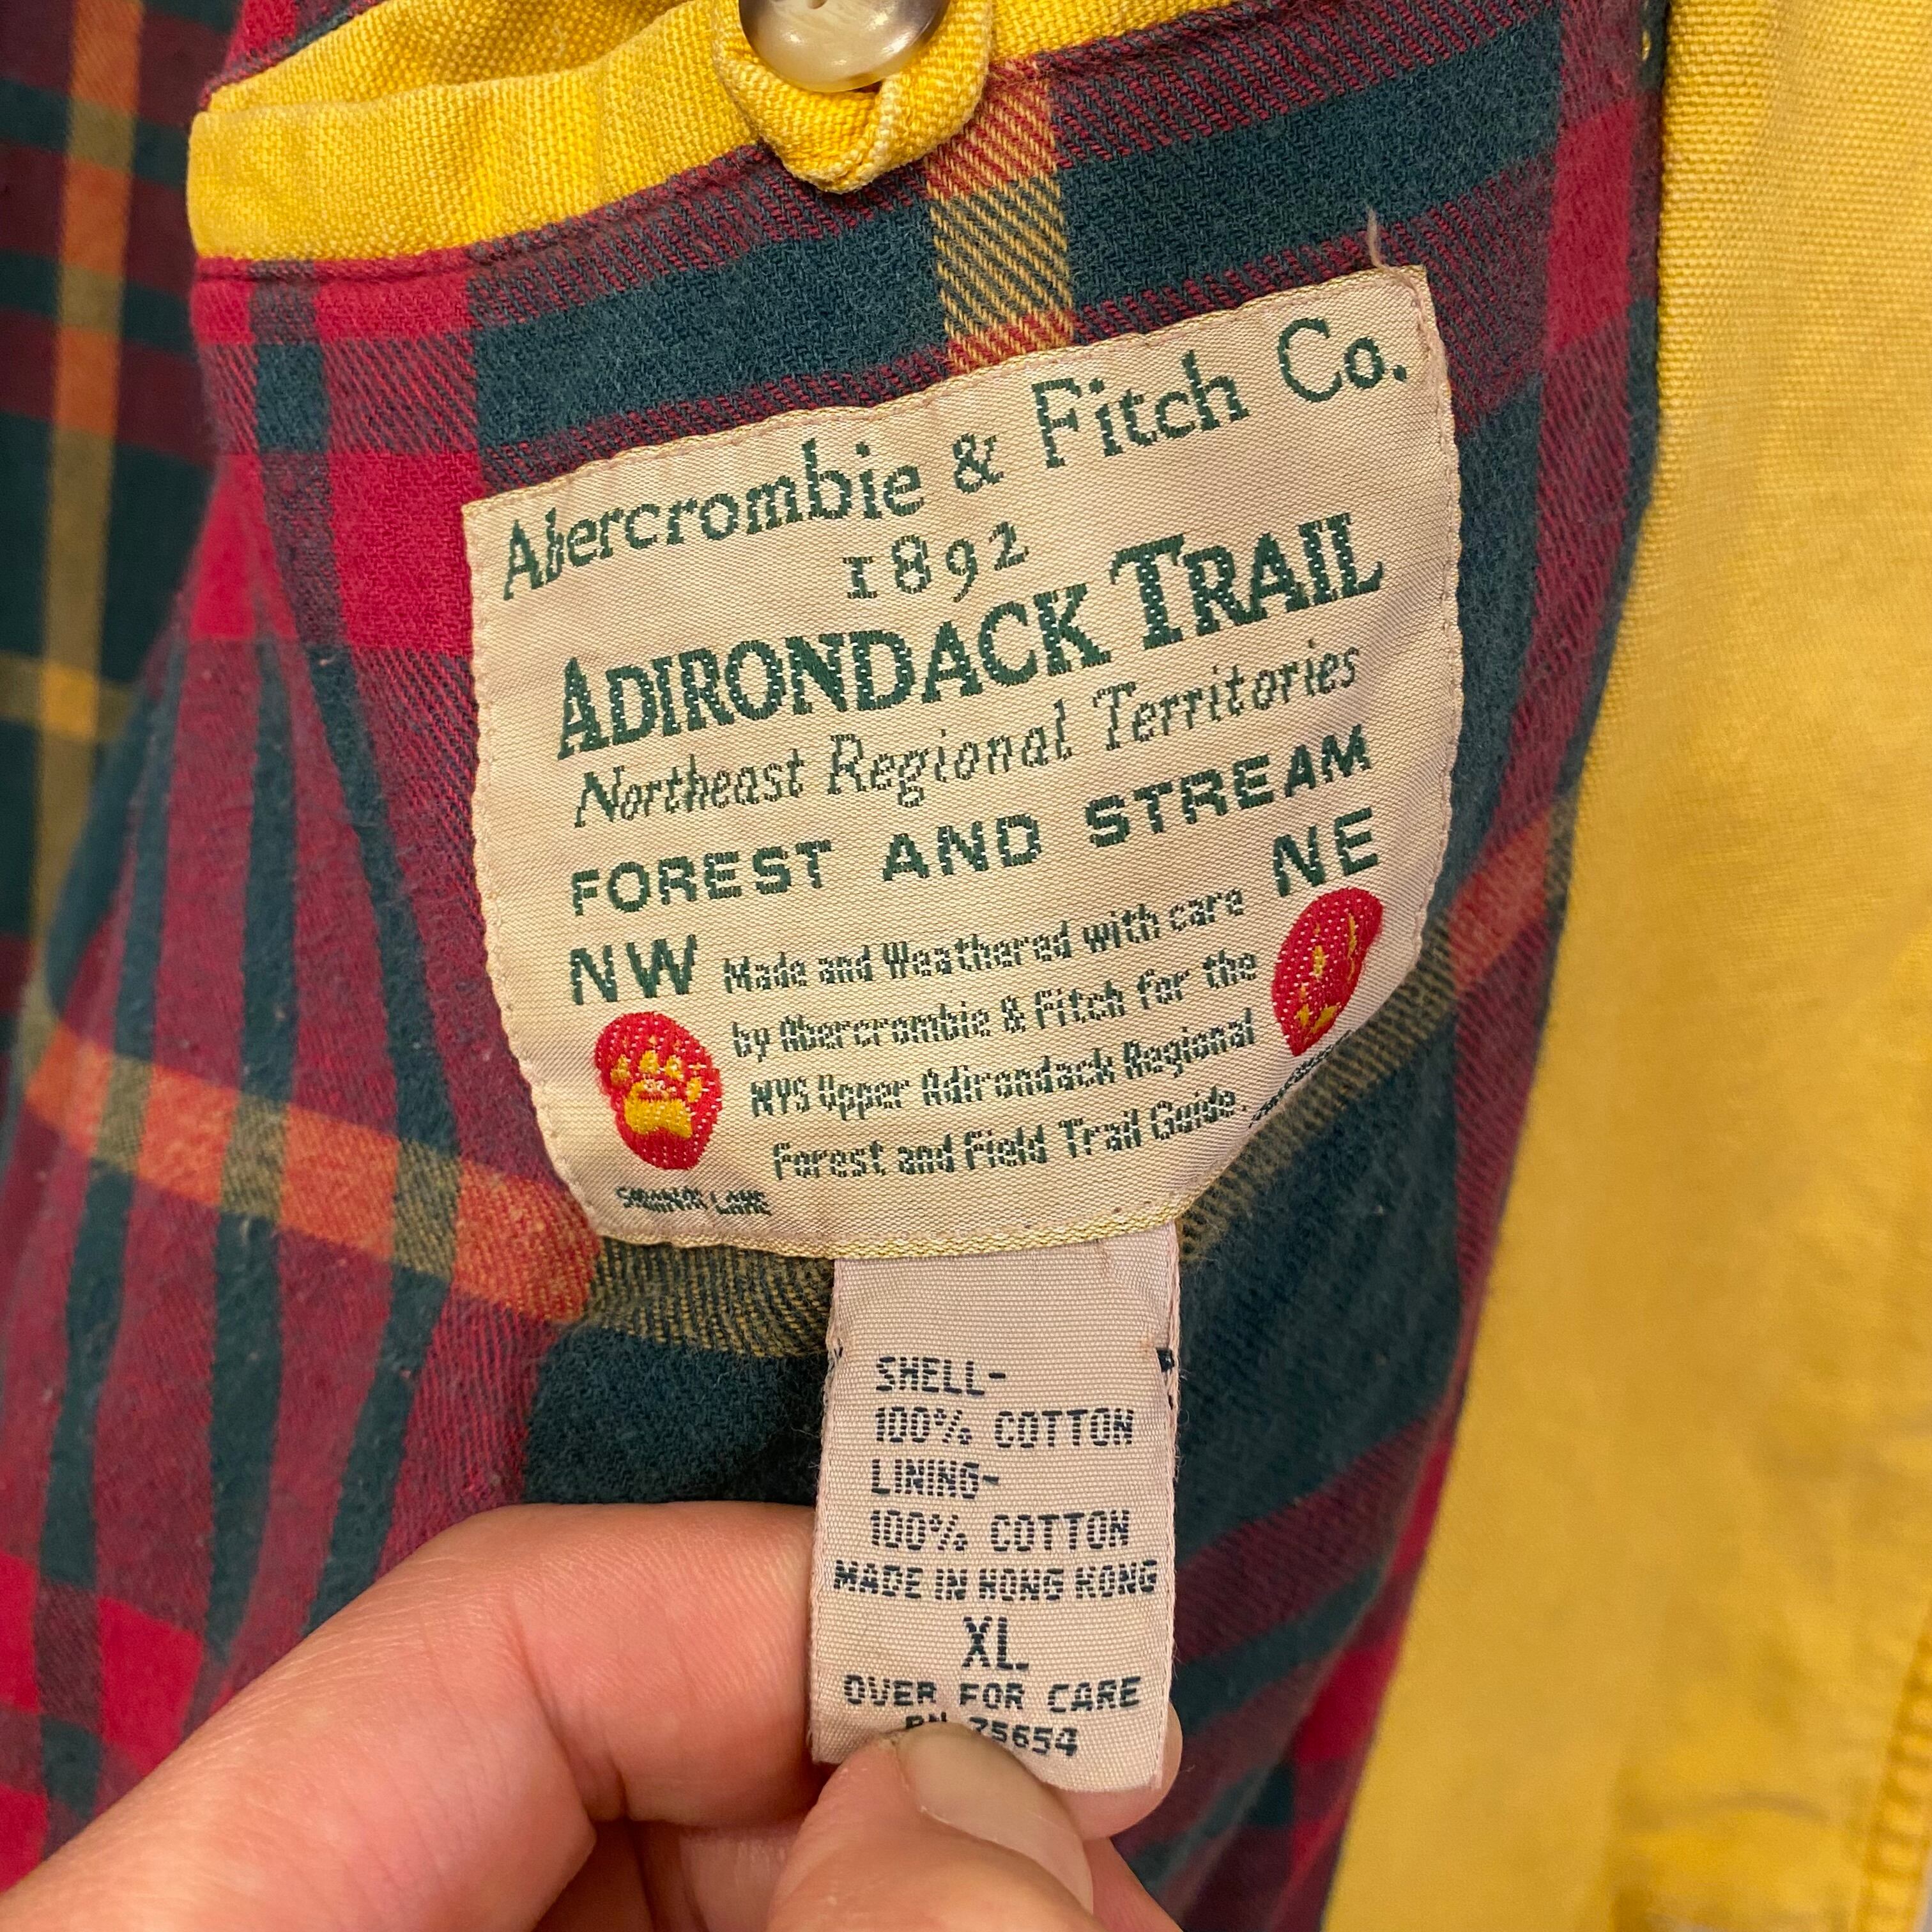 Abercrombie & Fitch Co.
1892
ADIRONDACK TRAIL
Northeast Regional Territories
FOREST AND STREAM
NW NE
Made and Weathered with care
by Abercrombie & Fitch for the
NYS Upper Adirondack Regional
Forest and Field Trail Guide.
SHELL-
100% COTTON
LINING-
100% COTTON
MADE IN HONG KONG
XL
OVER FOR CARE
RN 75654